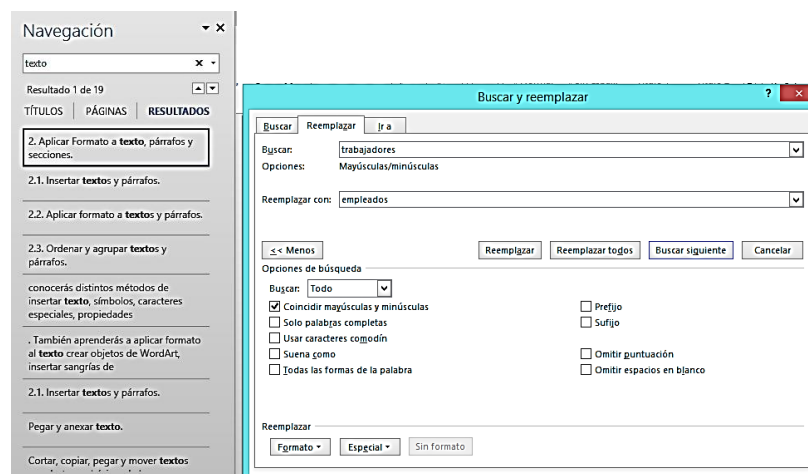 Navegación
texto
Resultado 1 de 19
TÍTULOS PÁGINAS RESULTADOS
2. Aplicar Formato a texto, párrafos y
secciones.
2.1. Insertar textos y párrafos.
2.2. Aplicar formato a textos y párrafos.
2.3. Ordenar y agrupar textos y
párrafos.
conocerás distintos métodos de
insertar texto, símbolos, caracteres
especiales, propiedades
. También aprenderás a aplicar formato
al texto crear objetos de WordArt,
insertar sangrías de
2.1. Insertar textos y párrafos.
Pegar y anexar texto.
Cortar, copiar, pegar y mover textos
Buscar y reemplazar
?
Buscar Reemplazar Ir a
Buscar: trabajadores
Opciones: Mayúsculas/minúsculas
Reemplazar con: empleados
<< Menos Reemplazar Reemplazar todos Buscar siguiente Cancelar
Opciones de búsqueda
Buscar: Todo
Coincidir mayúsculas y minúsculas Prefijo
Solo palabras completas Sufijo
Usar caracteres comodín
Suena como Omitir puntuación
Todas las formas de la palabra Omitir espacios en blanco
Reemplazar
Formato Especial Sin formato